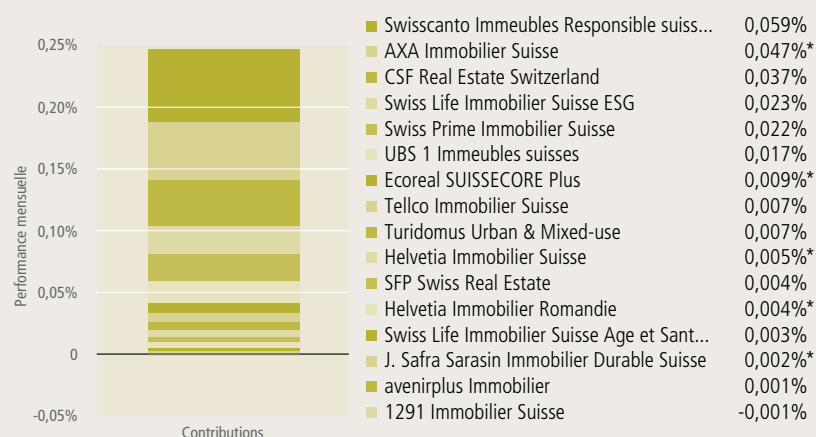 Swisscanto Immeubles Responsible suiss... 0,059%
AXA Immobilier Suisse 0,047%*
CSF Real Estate Switzerland 0,037%
Swiss Life Immobilier Suisse ESG 0,023%
Swiss Prime Immobilier Suisse 0,022%
UBS 1 Immeubles suisses 0,017%
Ecoreal SUISSECORE Plus 0,009%*
Tellco Immobilier Suisse 0,007%
Turidomus Urban & Mixed-use 0,007%
Helvetia Immobilier Suisse 0,005%*
SFP Swiss Real Estate 0,004%
Helvetia Immobilier Romandie 0,004%*
Swiss Life Immobilier Suisse Age et Sant... 0,003%
J. Safra Sarasin Immobilier Durable Suisse 0,002%*
avenirplus Immobilier 0,001%
1291 Immobilier Suisse -0,001%
Performance mensuelle
0,25%
0,20%
0,15%
0,10%
0,05%
0
-0,05%
Contributions